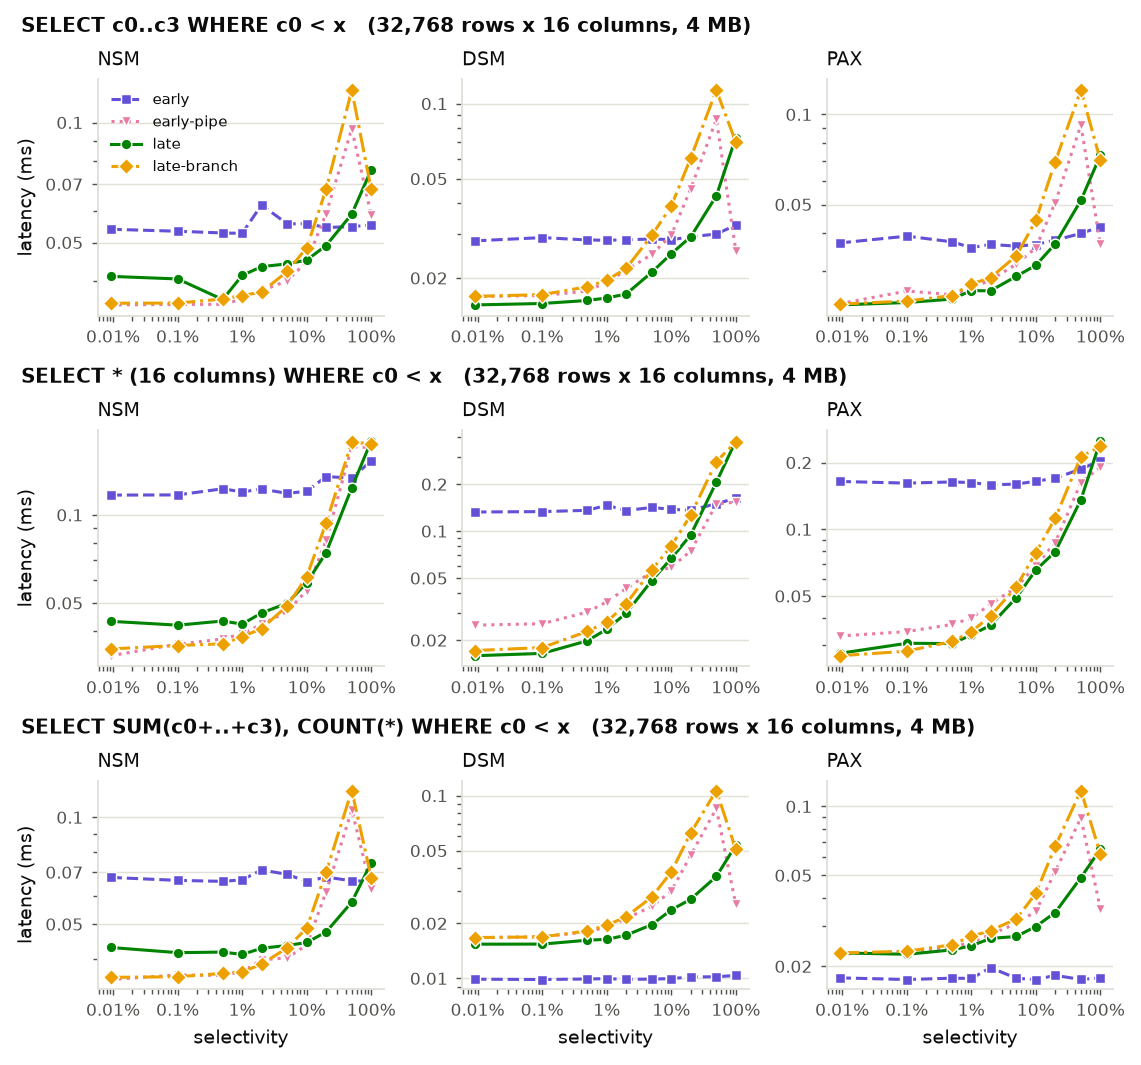 SELECT c0..c3 WHERE c0 < x (32,768 rows x 16 columns, 4 MB)
NSM
DSM
PAX
early
early-pipe
late
late-branch
latency (ms)
0.1
0.07
0.05
0.1
0.05
0.02
0.1
0.05
0.01% 0.1% 1% 10% 100%
0.01% 0.1% 1% 10% 100%
0.01% 0.1% 1% 10% 100%
SELECT * (16 columns) WHERE c0 < x (32,768 rows x 16 columns, 4 MB)
NSM
DSM
PAX
latency (ms)
0.1
0.05
0.2
0.1
0.05
0.02
0.2
0.1
0.05
0.01% 0.1% 1% 10% 100%
0.01% 0.1% 1% 10% 100%
0.01% 0.1% 1% 10% 100%
SELECT SUM(c0+..+c3), COUNT(*) WHERE c0 < x (32,768 rows x 16 columns, 4 MB)
NSM
DSM
PAX
latency (ms)
0.1
0.07
0.05
0.1
0.05
0.02
0.01
0.1
0.05
0.02
0.01% 0.1% 1% 10% 100%
0.01% 0.1% 1% 10% 100%
0.01% 0.1% 1% 10% 100%
selectivity
selectivity
selectivity